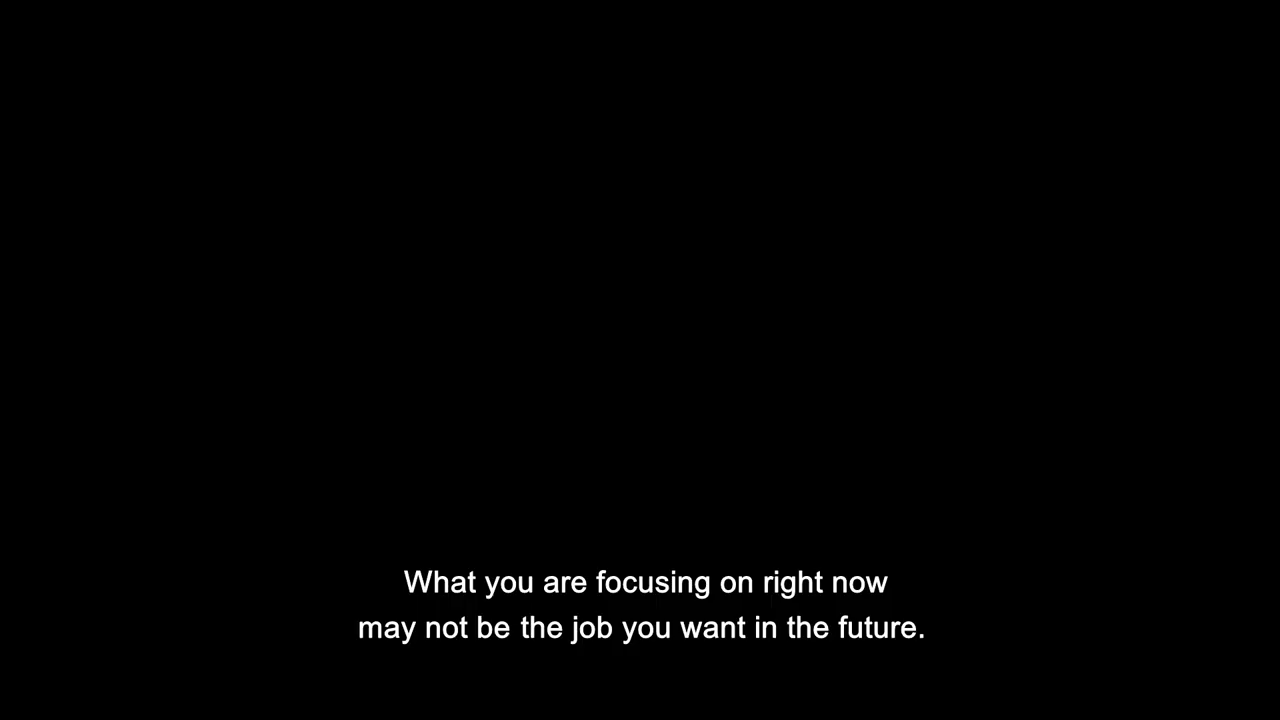 What you are focusing on right now
may not be the job you want in the future.